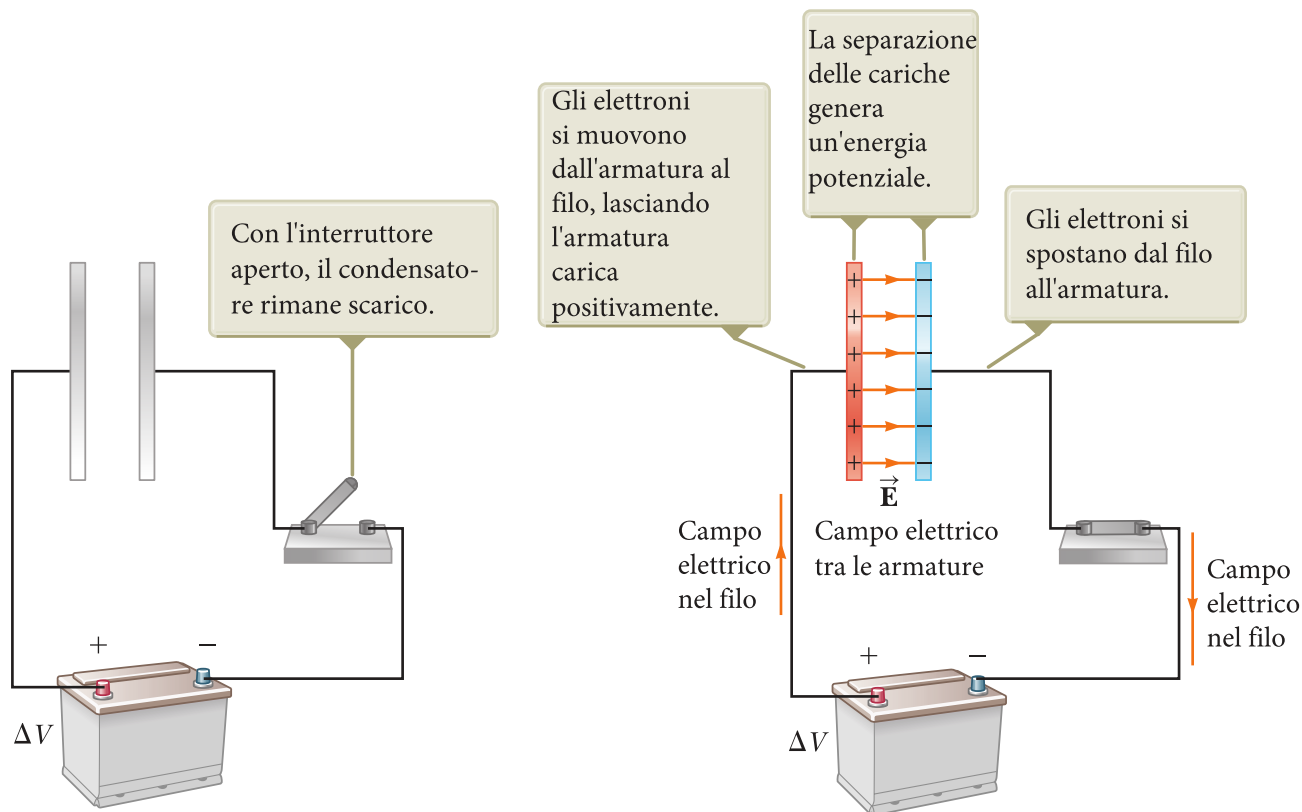 Con l'interruttore
aperto, il condensato-
re rimane scarico.
+
−
ΔV
Gli elettroni
si muovono
dall'armatura al
filo, lasciando
l'armatura
carica
positivamente.
La separazione
delle cariche
genera
un'energia
potenziale.
Gli elettroni si
spostano dal filo
all'armatura.
+ −
+ −
+ −
+ −
+ −
+ −
E⃗
Campo elettrico
tra le armature
Campo
elettrico
nel filo
Campo
elettrico
nel filo
+
−
ΔV